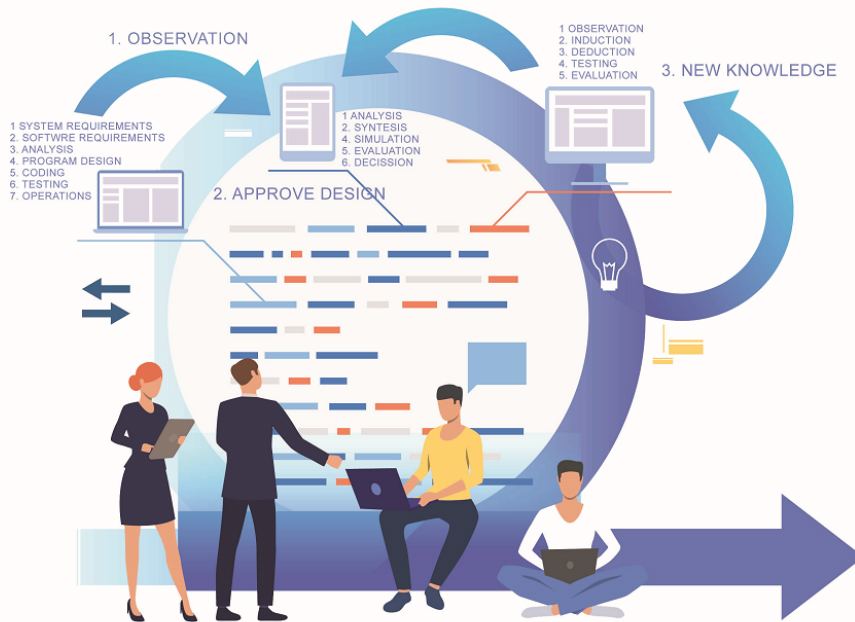 1. OBSERVATION
1 SYSTEM REQUIREMENTS
2. SOFTWRE REQUIREMENTS
3. ANALYSIS
4. PROGRAM DESIGN
5. CODING
6. TESTING
7. OPERATIONS
1 ANALYSIS
2. SYNTESIS
4. SIMULATION
5. EVALUATION
6. DECISSION
2. APPROVE DESIGN
1 OBSERVATION
2. INDUCTION
3. DEDUCTION
4. TESTING
5. EVALUATION
3. NEW KNOWLEDGE